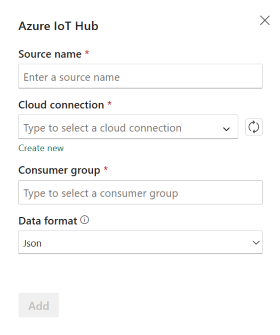 Azure IoT Hub
Source name *
Enter a source name
Cloud connection *
Type to select a cloud connection
Create new
Consumer group *
Type to select a consumer group
Data format
Json
Add